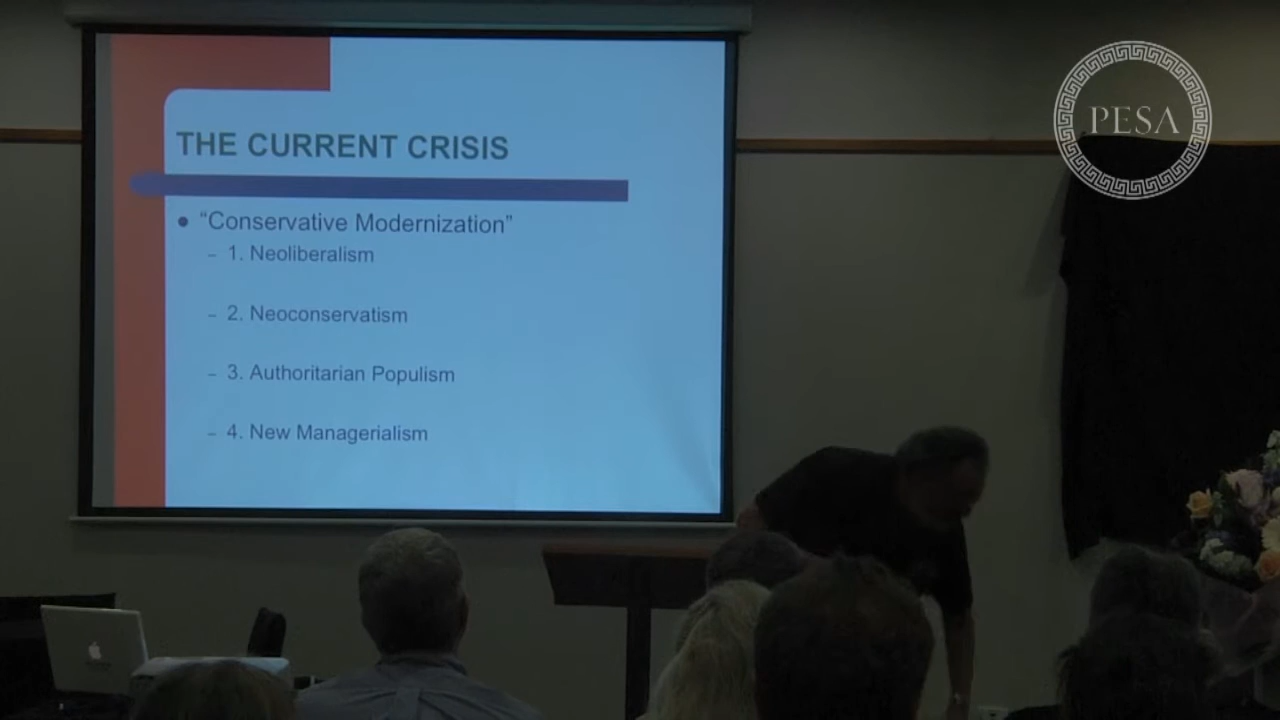 THE CURRENT CRISIS
● “Conservative Modernization”
– 1. Neoliberalism
– 2. Neoconservatism
– 3. Authoritarian Populism
– 4. New Managerialism
PESA